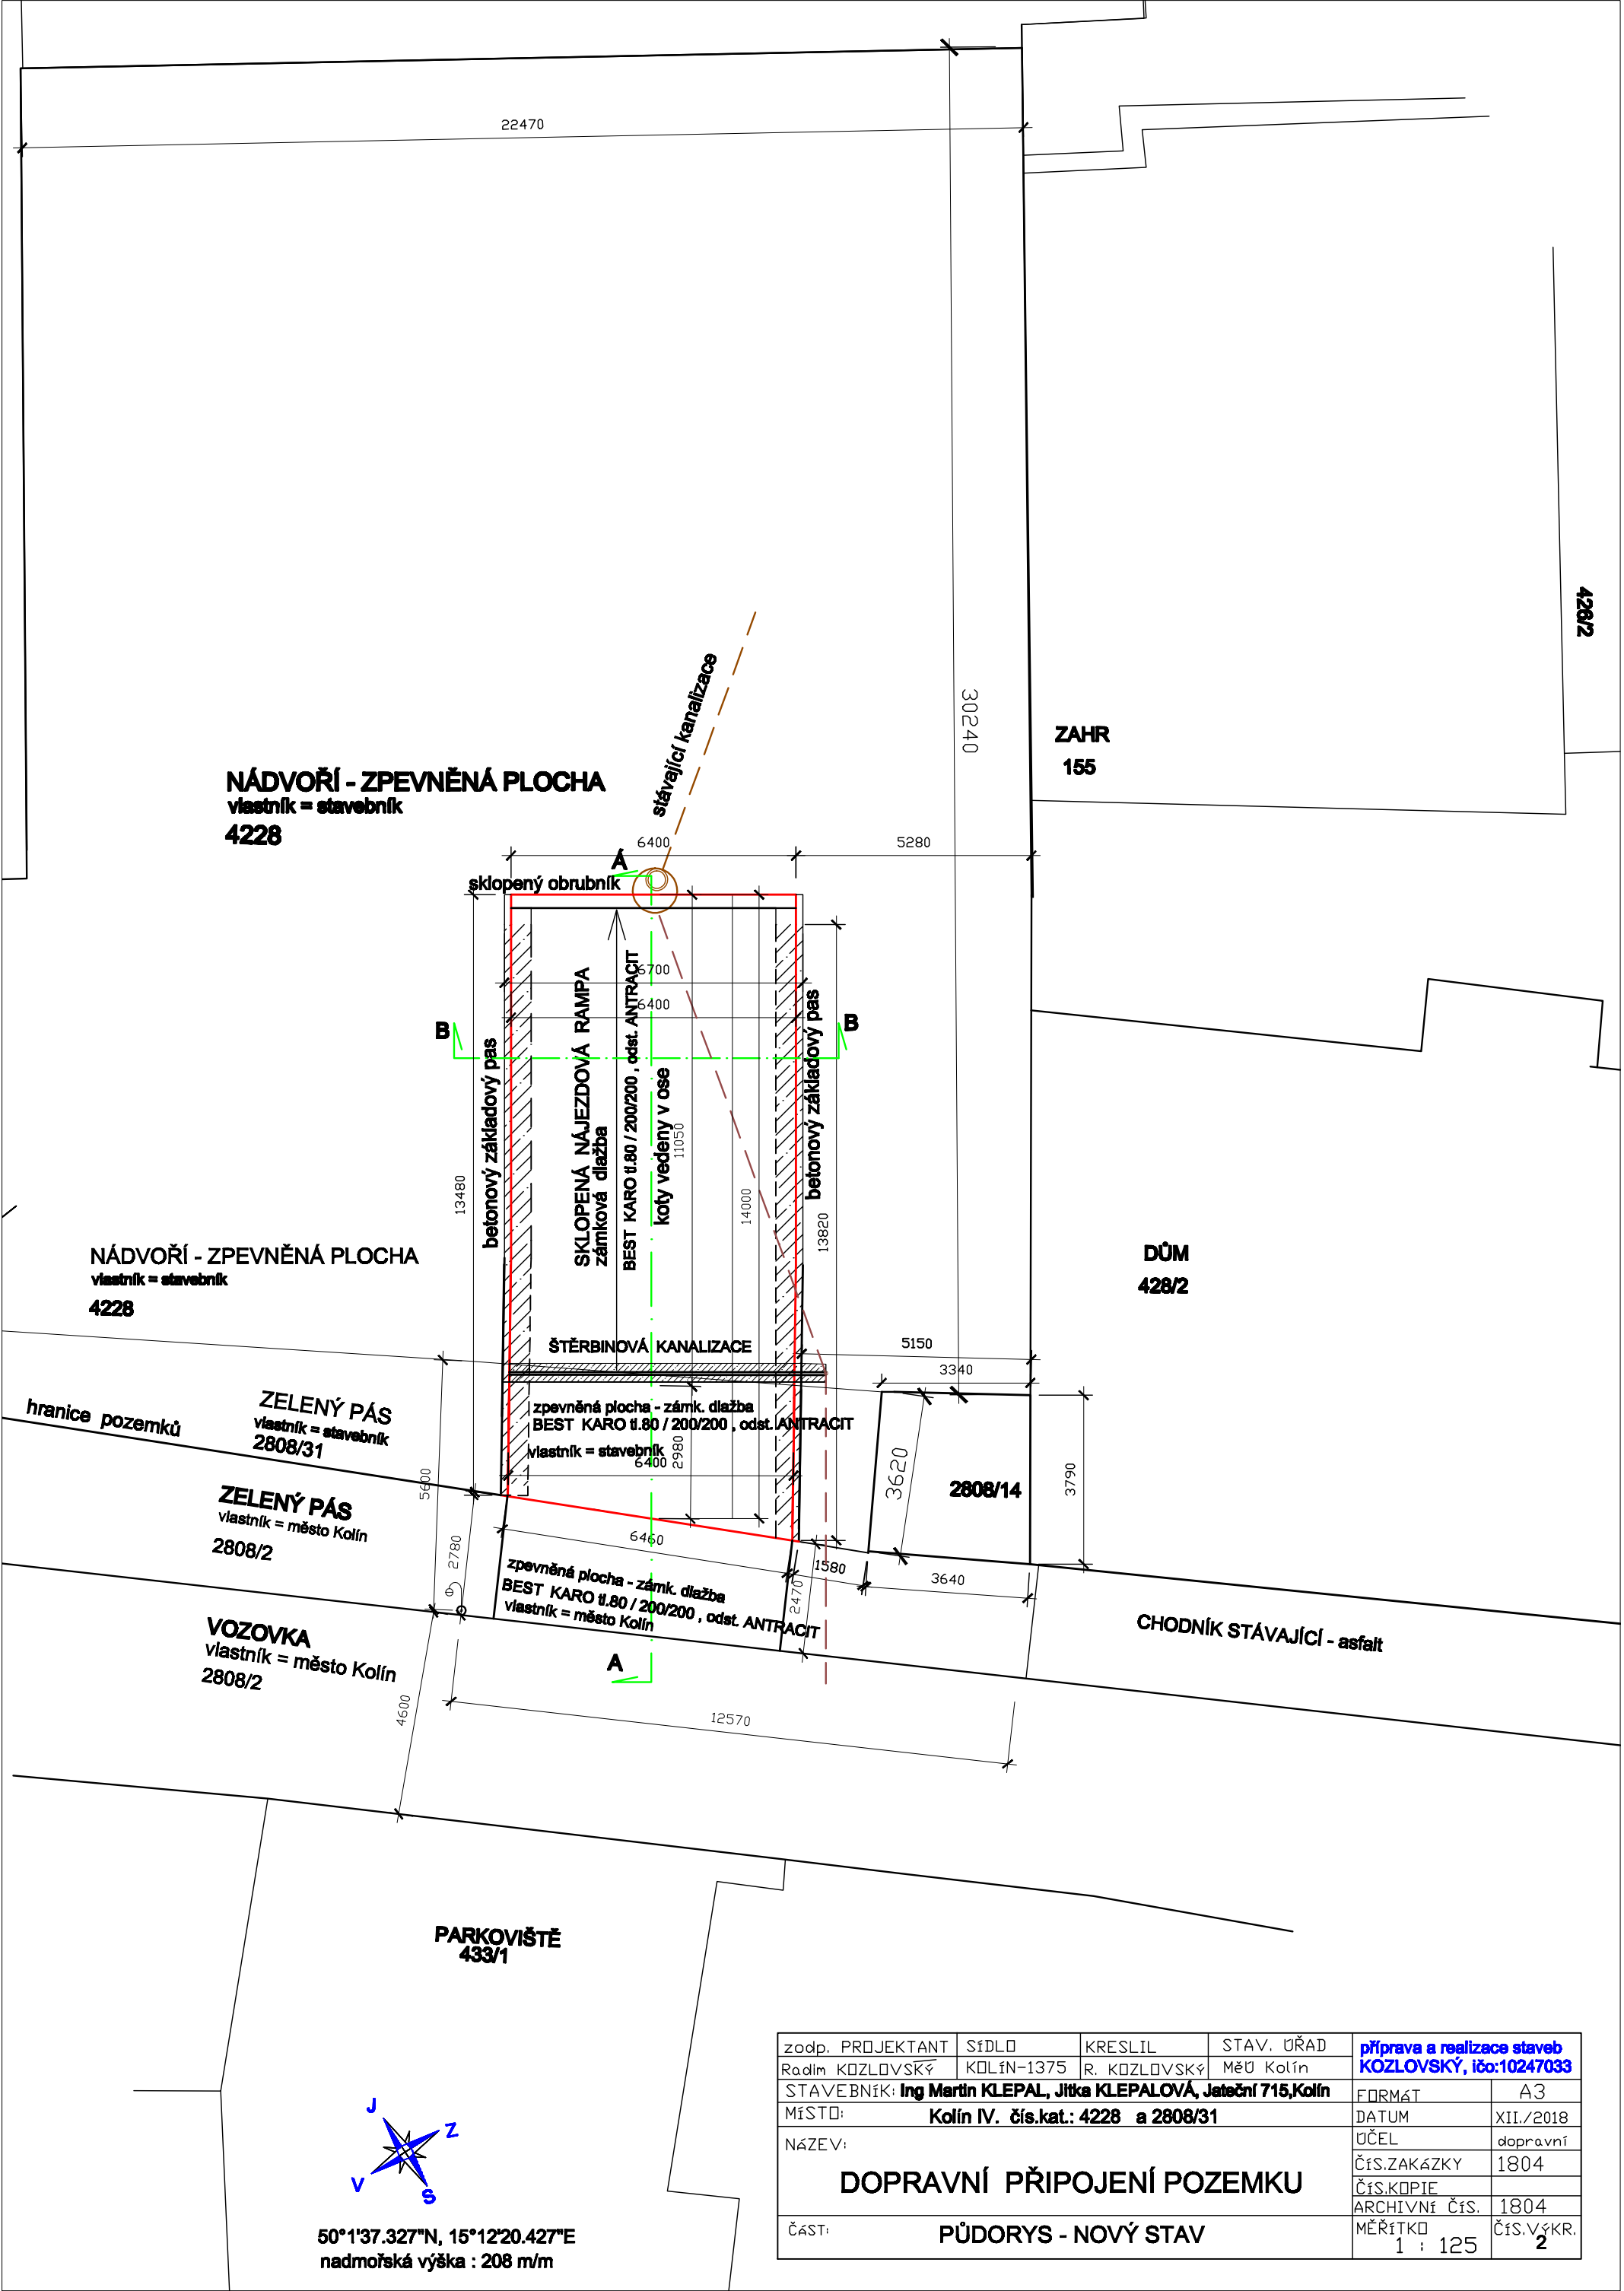 22470
30240
426/2
stávající kanalizace
ZAHR
155
NÁDVOŘÍ - ZPEVNĚNÁ PLOCHA
vlastník = stavebník
4228
6400
5280
Á
sklopený obrubník
6700
6400
B
B
betonový základový pas
SKLOPENÁ NÁJEZDOVÁ RAMPA
zámková dlažba
BEST KARO tl.80 / 200/200 , odst. ANTRACIT
koty vedeny v ose
11050
14000
betonový základový pas
13820
13480
NÁDVOŘÍ - ZPEVNĚNÁ PLOCHA
vlastník = stavebník
4228
DŮM
428/2
ŠTĚRBINOVÁ KANALIZACE
5150
3340
hranice pozemků
ZELENÝ PÁS
vlastník = stavebník
2808/31
zpevněná plocha - zámk. dlažba
BEST KARO tl.80 / 200/200 , odst. ANTRACIT
vlastník = stavebník
6400
2980
3620
2808/14
3790
5600
ZELENÝ PÁS
vlastník = město Kolín
2808/2
2780
6460
1580
3640
2470
zpevněná plocha - zámk. dlažba
BEST KARO tl.80 / 200/200 , odst. ANTRACIT
vlastník = město Kolín
CHODNÍK STÁVAJÍCÍ - asfalt
VOZOVKA
vlastník = město Kolín
2808/2
A
4600
12570
PARKOVIŠTĚ
433/1
J
Z
V
S
50°1'37.327"N, 15°12'20.427"E
nadmořská výška : 208 m/m
zodp. PROJEKTANT SÍDLO KRESLIL STAV. ÚŘAD
Radim KOZLOVSKÝ KOLÍN-1375 R. KOZLOVSKÝ MěÚ Kolín
příprava a realizace staveb
KOZLOVSKÝ, ičo:10247033
STAVEBNÍK: Ing Martin KLEPAL, Jitka KLEPALOVÁ, Jateční 715,Kolín
FORMÁT A3
MÍSTO: Kolín IV. čís.kat.: 4228 a 2808/31
DATUM XII./2018
NÁZEV:
ÚČEL dopravní
DOPRAVNÍ PŘIPOJENÍ POZEMKU
ČÍS.ZAKÁZKY 1804
ČÍS.KOPIE
ARCHIVNÍ ČÍS. 1804
ČÁST: PŮDORYS - NOVÝ STAV
MĚŘÍTKO
1 : 125
ČÍS.VÝKR.
2